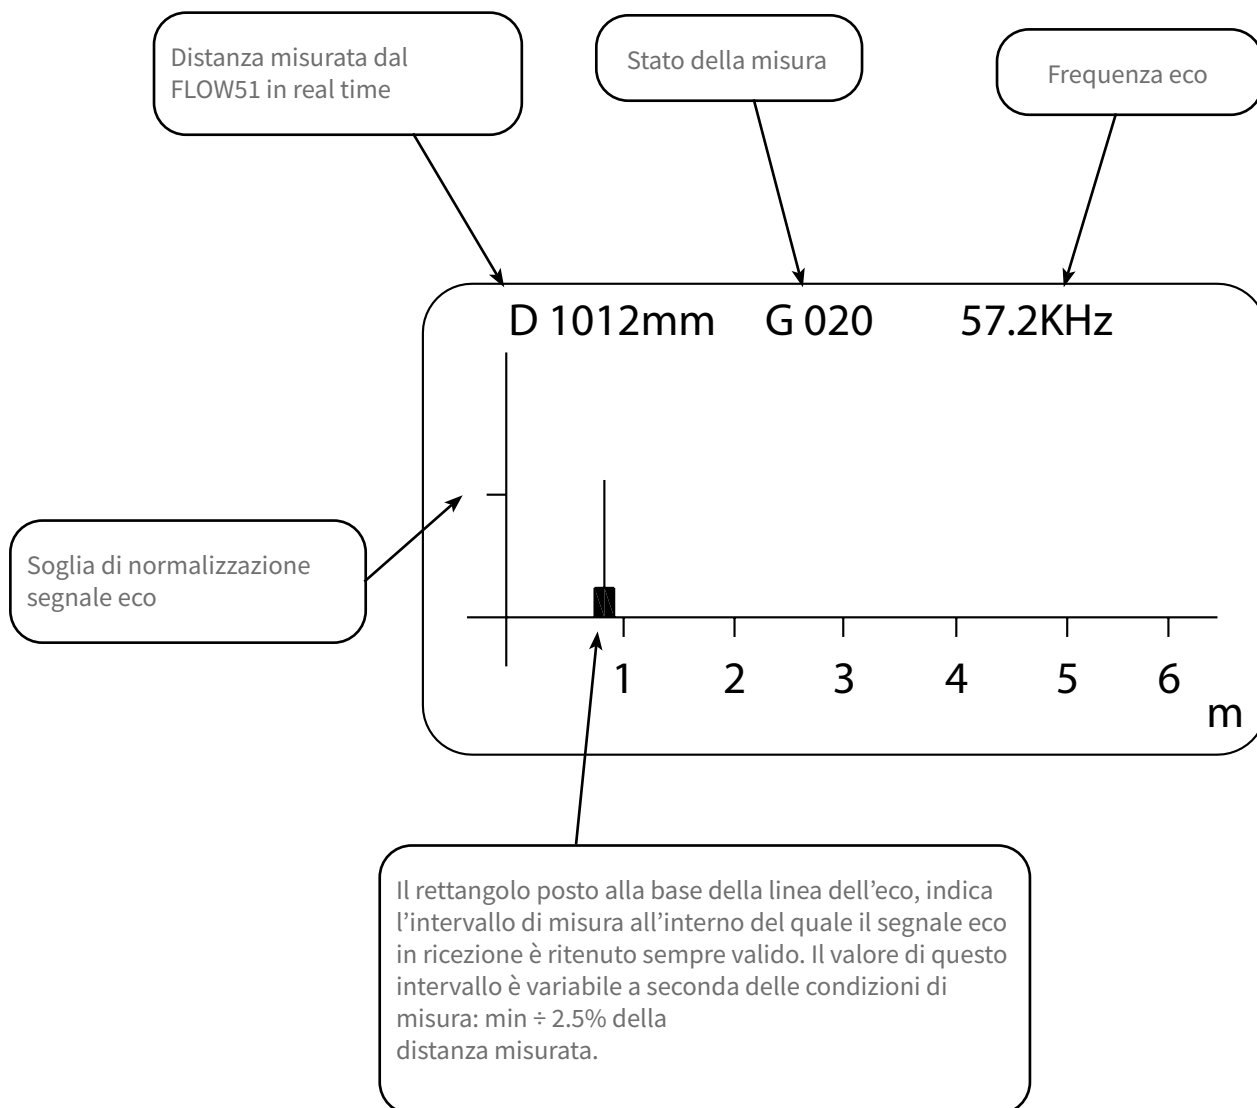 Distanza misurata dal
FLOW51 in real time
Stato della misura
Frequenza eco
D 1012mm G 020 57.2KHz
Soglia di normalizzazione
segnale eco
1 2 3 4 5 6
m
Il rettangolo posto alla base della linea dell’eco, indica
l’intervallo di misura all’interno del quale il segnale eco
in ricezione è ritenuto sempre valido. Il valore di questo
intervallo è variabile a seconda delle condizioni di
misura: min ÷ 2.5% della
distanza misurata.